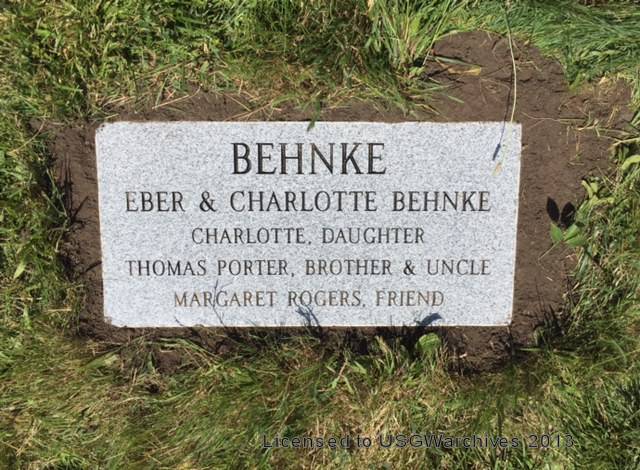 BEHNKE
EBER & CHARLOTTE BEHNKE
CHARLOTTE, DAUGHTER
THOMAS PORTER, BROTHER & UNCLE
MARGARET ROGERS, FRIEND
Licensed to USGWarchives 2013